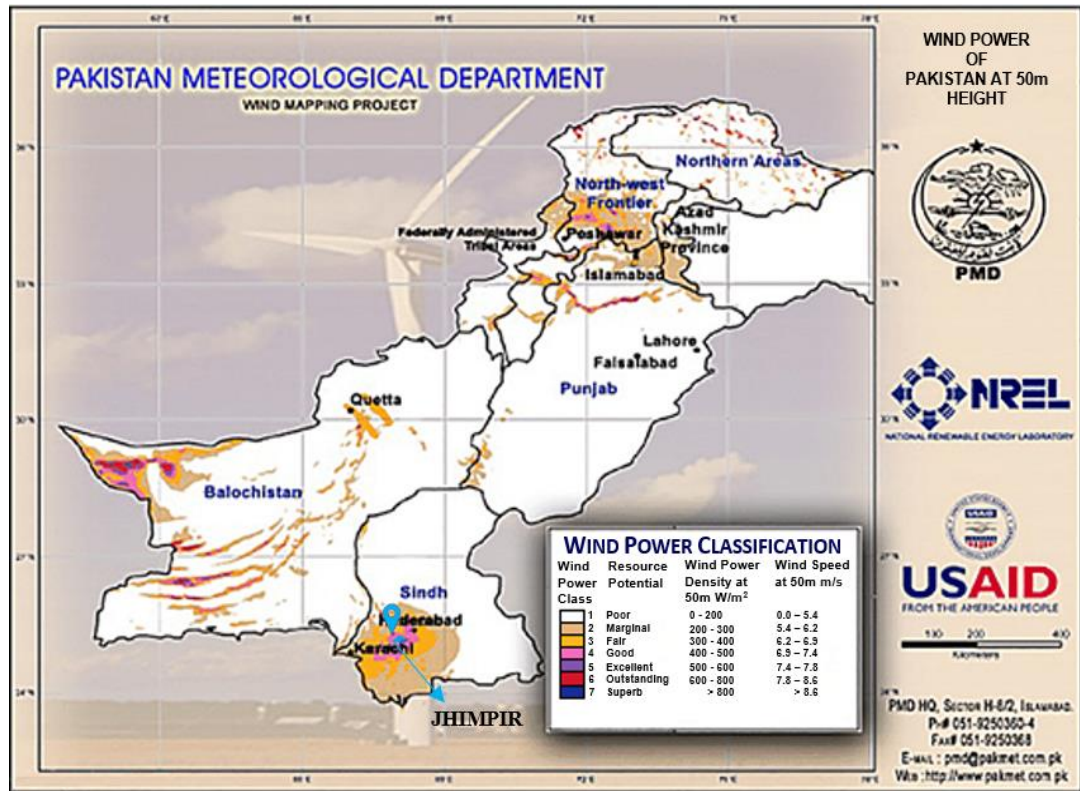 WIND POWER
OF
PAKISTAN AT 50m
HEIGHT
PAKISTAN METEOROLOGICAL DEPARTMENT
WIND MAPPING PROJECT
Northern Areas
North-west
Frontier
Azad
Kashmir
Province
Federally Administered
Tribal Areas
Peshawar
Islamabad
PMD
Lahore
Faisalabad
Punjab
Quetta
NREL
NATIONAL RENEWABLE ENERGY LABORATORY
Balochistan
Sindh
Hyderabad
Karachi
JHIMPIR
WIND POWER CLASSIFICATION
Wind Power Class Resource Potential Wind Power Density at 50m W/m² Wind Speed at 50m m/s
1 Poor 0 - 200 0.0 – 5.4
2 Marginal 200 - 300 5.4 – 6.2
3 Fair 300 - 400 6.2 – 6.9
4 Good 400 - 500 6.9 – 7.4
5 Excellent 500 - 600 7.4 – 7.8
6 Outstanding 600 - 800 7.8 – 8.6
7 Superb > 800 > 8.6
USAID
USAID
FROM THE AMERICAN PEOPLE
100 200 400
Kilometers
PMD HQ, SECTOR H-8/2, ISLAMABAD.
PH# 051-9250360-4
FAX# 051-9250368
E-MAIL : pmd@pakmet.com.pk
WEB :http://www.pakmet.com.pk